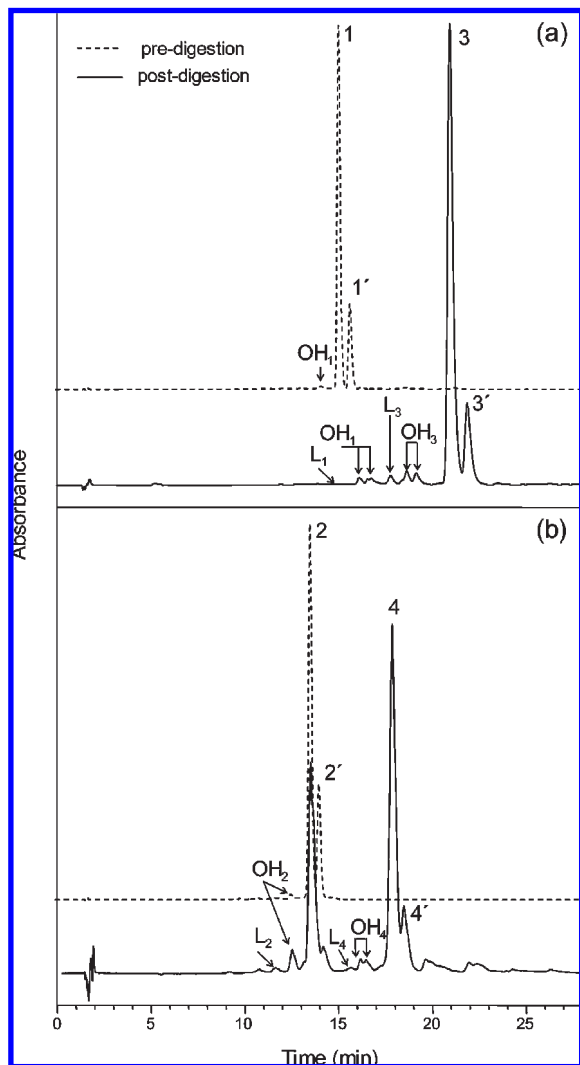 (a)
pre-digestion
post-digestion
1
3
1´
OH1
3´
L3
OH1
OH3
L1
Absorbance
(b)
2
4
2´
OH2
L2
L4
OH4
4´
0 5 10 15 20 25
Time (min)